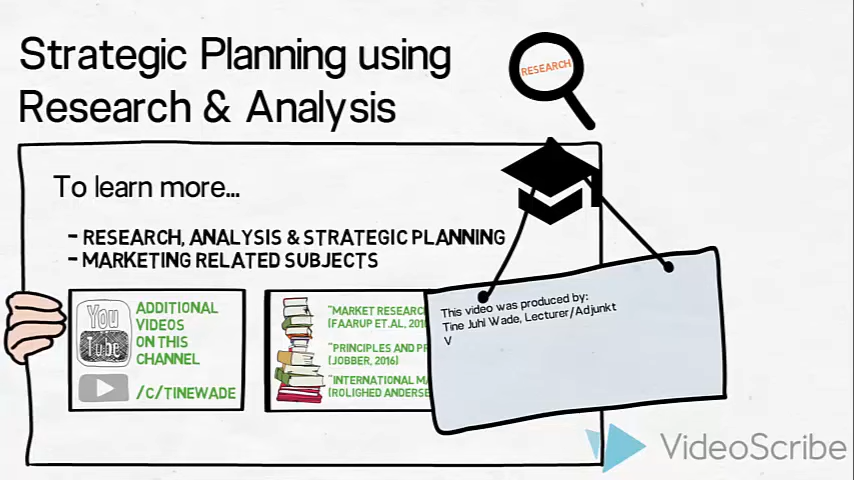 Strategic Planning using
Research & Analysis
RESEARCH
To learn more...
- RESEARCH, ANALYSIS & STRATEGIC PLANNING
- MARKETING RELATED SUBJECTS
You
Tube
ADDITIONAL
VIDEOS
ON THIS
CHANNEL
/C/TINEWADE
"MARKET RESEARC
(FAARUP ET.AL, 201
"PRINCIPLES AND PR
(JOBBER, 2016)
"INTERNATIONAL MA
(ROLIGHED ANDERSE
This video was produced by:
Tine Juhl Wade, Lecturer/Adjunkt
V
VideoScribe